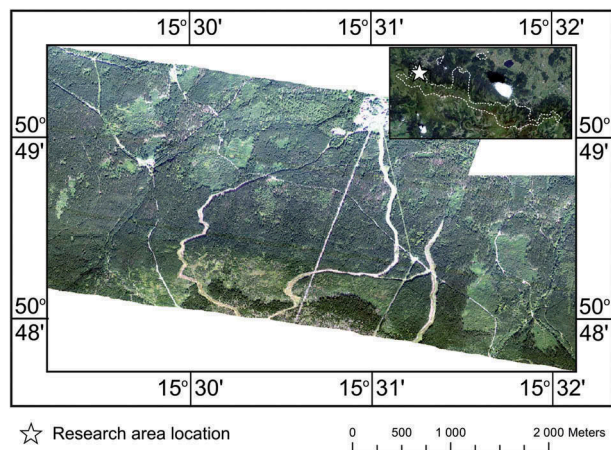 15° 30' 15° 31' 15° 32'
50° 49' 50° 49'
50° 48' 50° 48'
15° 30' 15° 31' 15° 32'
Research area location
0 500 1 000 2 000 Meters